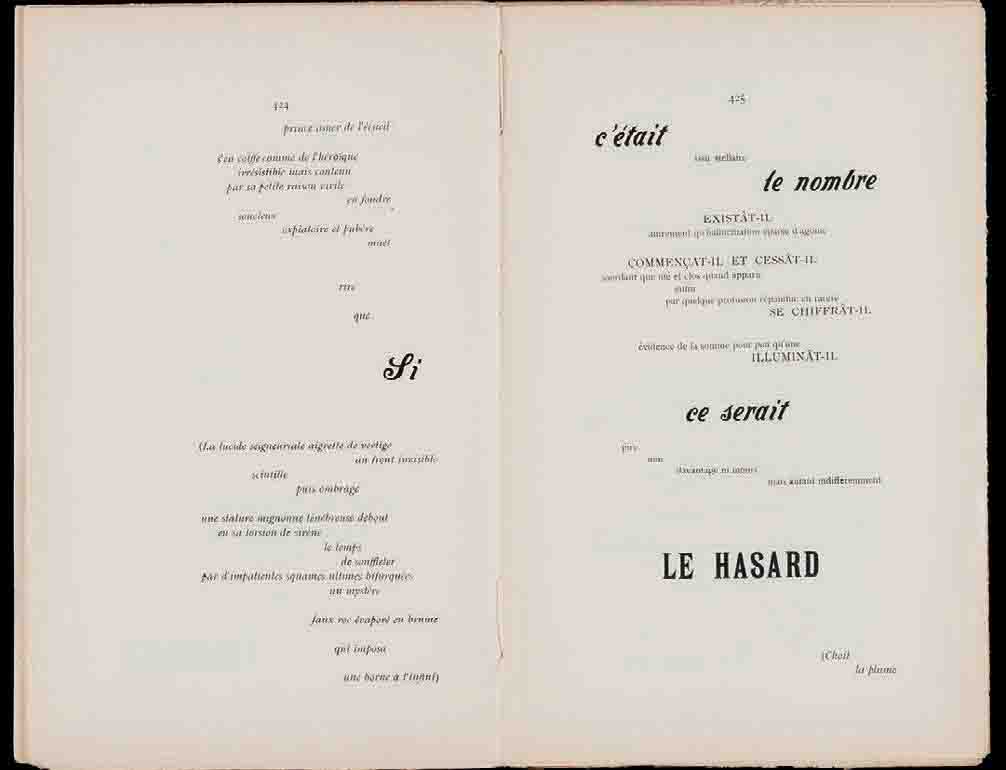 424
prince amer de l'écueil
s'en coiffe comme de l'héroïque
irrésistible mais contenu
par sa petite raison virile
en foudre
soucieux
expiatoire et pubère
muet
rire
que
Si
(La lucide seigneuriale aigrette de vertige
au front invisible
scintille
puis ombrage
une stature mignonne ténébreuse debout
en sa torsion de sirène
le temps
de souffleter
par d'impatientes squames ultimes bifurquées
un mystère
faux roc évaporé en brume
qui imposa
une borne à l'infini)
425
c'était
issu stellaire
le nombre
EXISTÂT-IL
autrement qu'hallucination éparse d'agonie
COMMENÇAT-IL ET CESSÂT-IL
sourdant que nié et clos quand apparu
enfin
par quelque profusion répandue en rareté
SE CHIFFRÂT-IL
évidence de la somme pour peu qu'une
ILLUMINÂT-IL
ce serait
pire
non
davantage ni moins
mais autant indifféremment
LE HASARD
(Choit
la plume